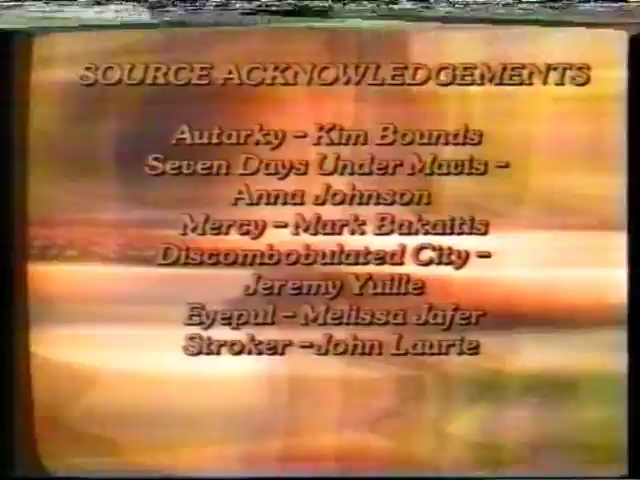 SOURCE ACKNOWLEDGEMENTS
Autarky - Kim Bounds
Seven Days Under Mavis -
Anna Johnson
Mercy - Mark Bakaitis
Discombobulated City -
Jeremy Yuille
Eyepul - Melissa Jafer
Stroker -John Laurie